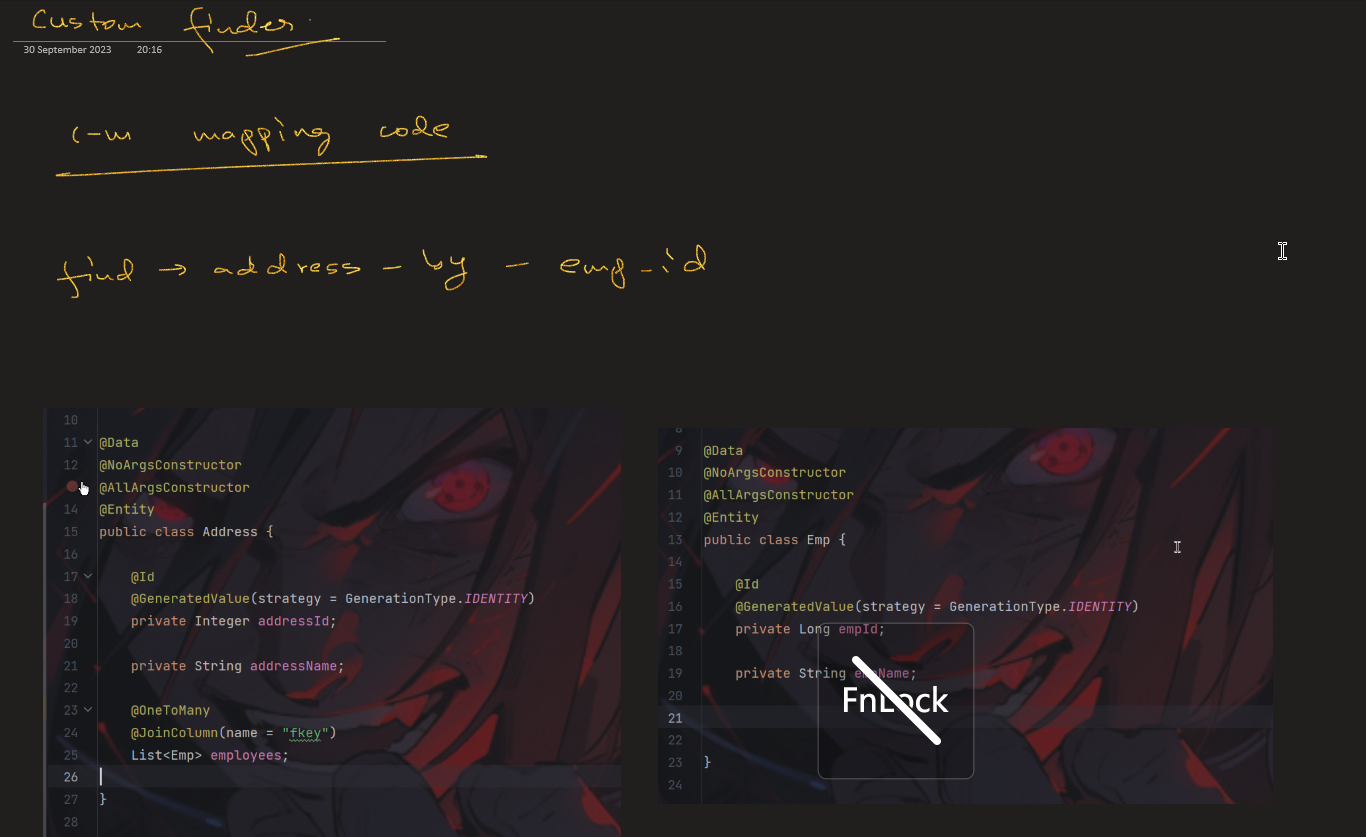 Custom finder
30 September 2023 20:16
1-m mapping code
find → address - by - emp_id
10
11 @Data
12 @NoArgsConstructor
@AllArgsConstructor
14 @Entity
15 public class Address {
16
17 @Id
18 @GeneratedValue(strategy = GenerationType.IDENTITY)
19 private Integer addressId;
20
21 private String addressName;
22
23 @OneToMany
24 @JoinColumn(name = "fkey")
25 List<Emp> employees;
26
27 }
28
8
9 @Data
10 @NoArgsConstructor
11 @AllArgsConstructor
12 @Entity
13 public class Emp {
14
15 @Id
16 @GeneratedValue(strategy = GenerationType.IDENTITY)
17 private Long empId;
18
19 private String empName;
20
21
22
23 }
24
FnLock